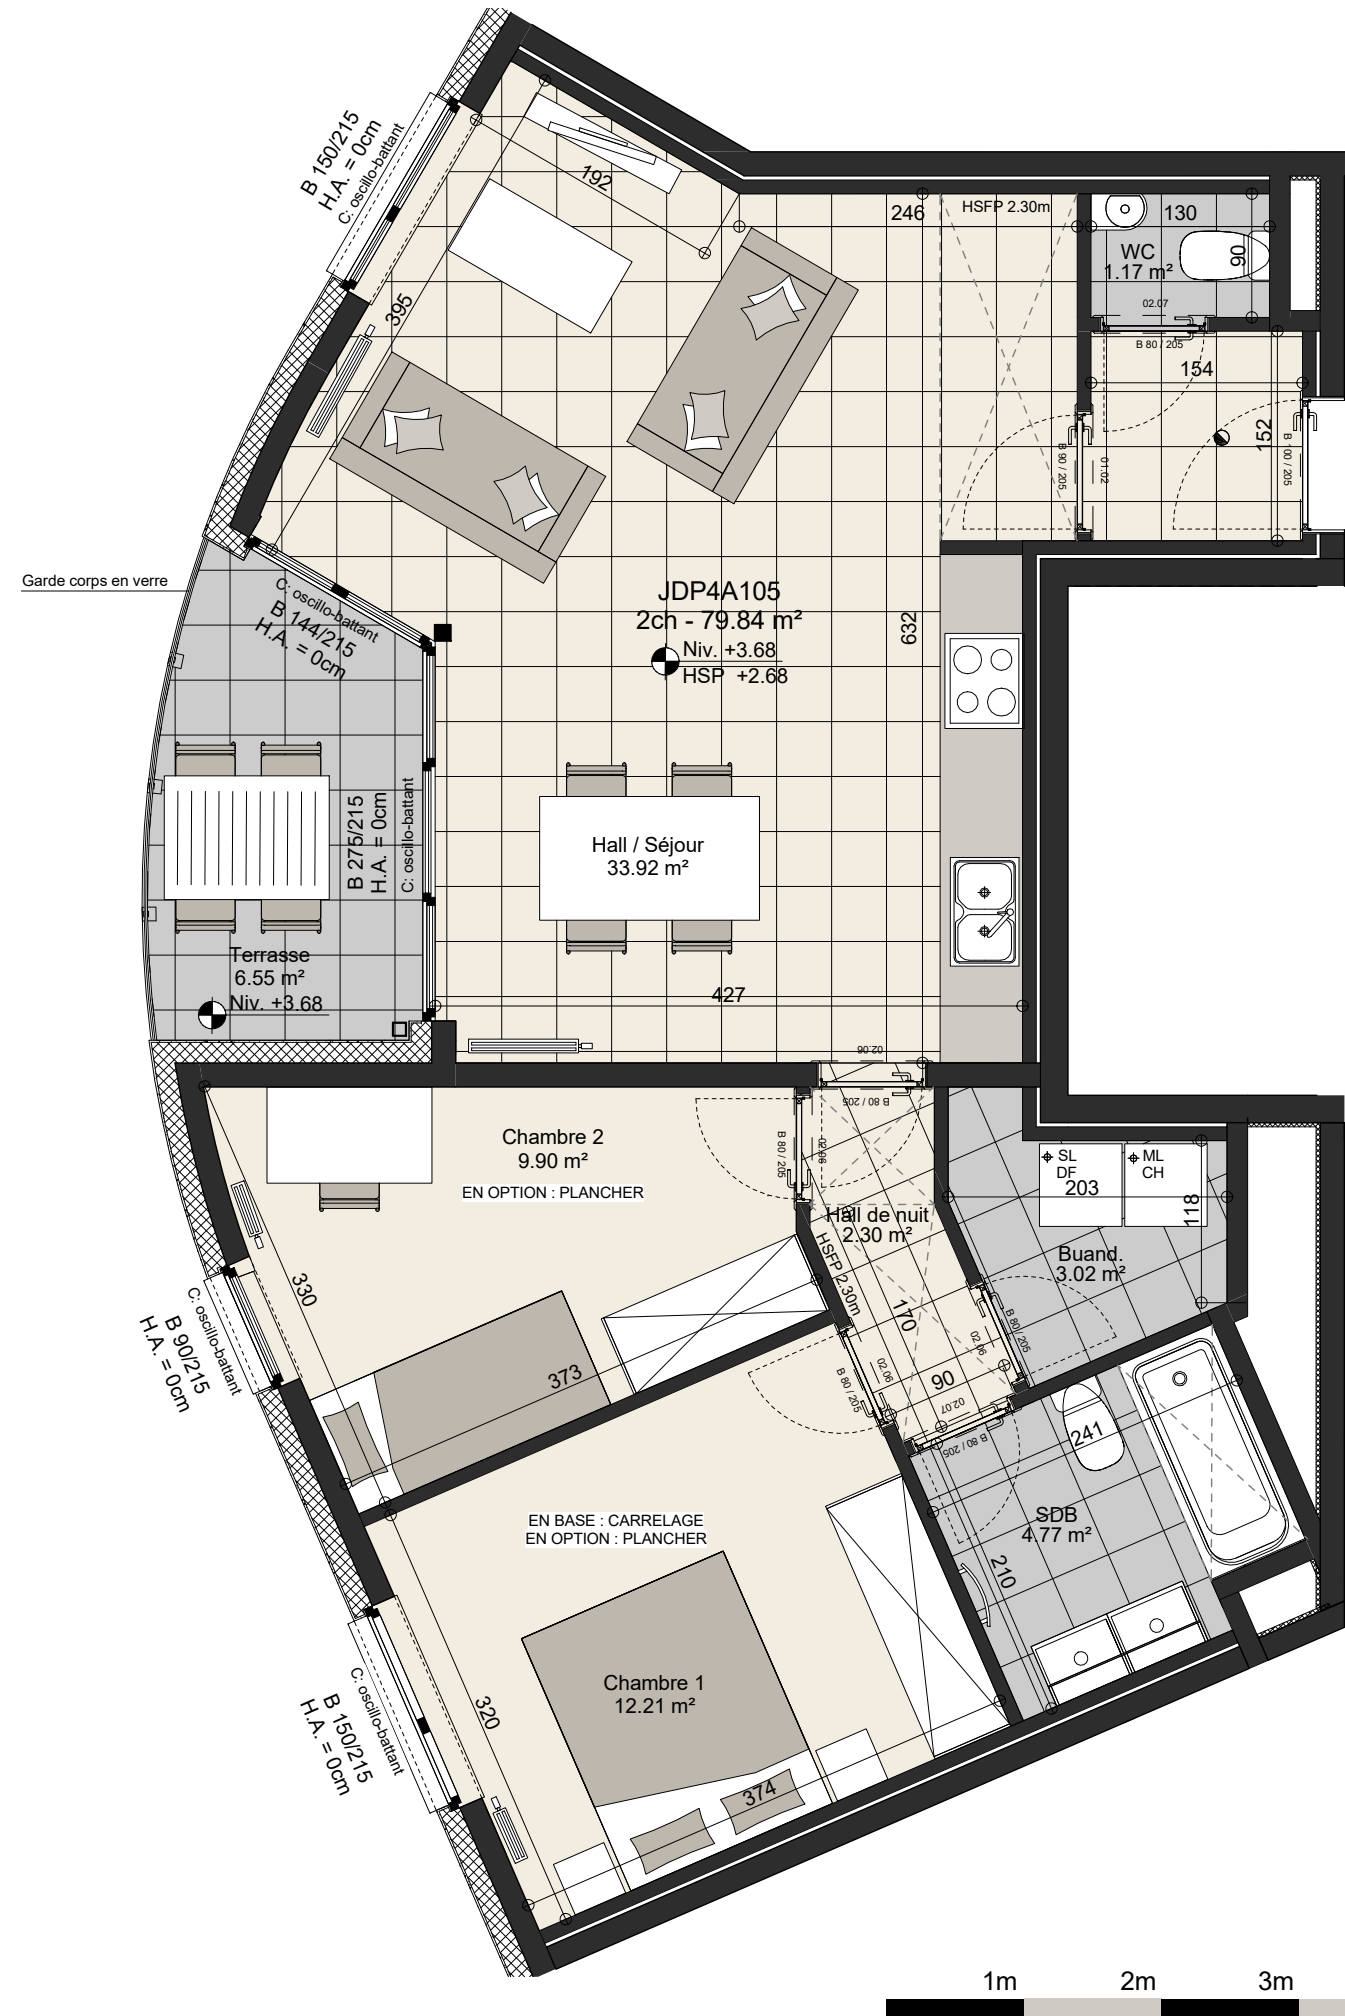 B 150/215
H.A. = 0cm
C: oscillo-battant
192
395
246
HSFP 2.30m
130
WC
1.17 m²
90
02.07
B 80 / 205
154
152
B 90 / 205
01.02
B 100 / 205
Garde corps en verre
C: oscillo-battant
B 144/215
H.A. = 0cm
JDP4A105
2ch - 79.84 m²
Niv. +3.68
HSP +2.68
632
B 275/215
H.A. = 0cm
C: oscillo-battant
Hall / Séjour
33.92 m²
Terrasse
6.55 m²
Niv. +3.68
427
02.06
B 80 / 205
Chambre 2
9.90 m²
EN OPTION : PLANCHER
B 80 / 205
02.06
SL
DF
ML
CH
203
118
Hall de nuit
2.30 m²
HSFP 2.30m
Buand.
3.02 m²
330
C: oscillo-battant
B 90/215
H.A. = 0cm
373
170
B 80 / 205
02.06
02.06
B 80 / 205
90
02.07
B 80 / 205
241
SDB
4.77 m²
210
EN BASE : CARRELAGE
EN OPTION : PLANCHER
Chambre 1
12.21 m²
C: oscillo-battant
B 150/215
H.A. = 0cm
320
374
1m
2m
3m